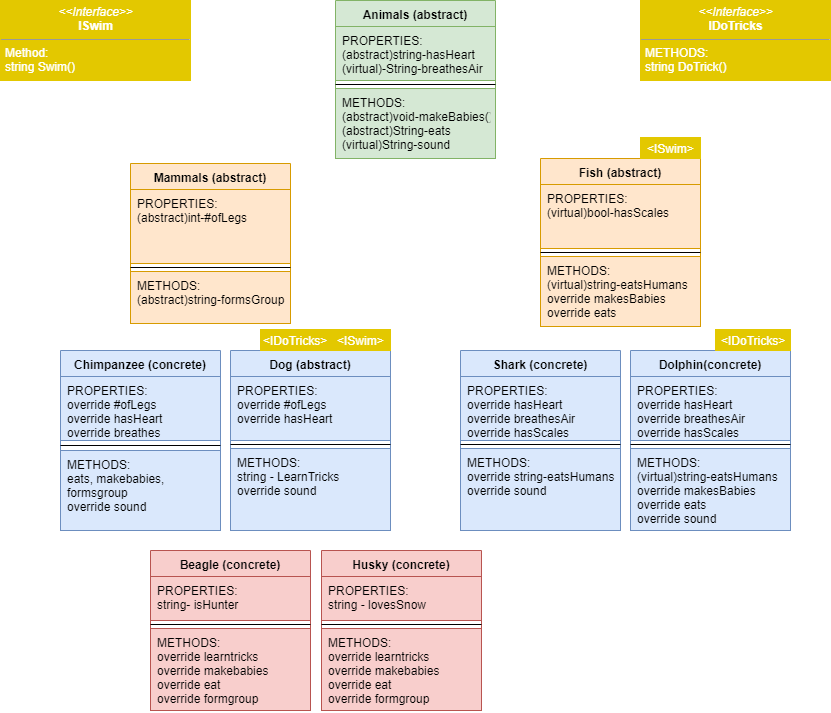 <<Interface>>
ISwim
Method:
string Swim()
Animals (abstract)
PROPERTIES:
(abstract)string-hasHeart
(virtual)-String-breathesAir
METHODS:
(abstract)void-makeBabies()
(abstract)String-eats
(virtual)String-sound
<<Interface>>
IDoTricks
METHODS:
string DoTrick()
Mammals (abstract)
PROPERTIES:
(abstract)int-#ofLegs
METHODS:
(abstract)string-formsGroup
<ISwim>
Fish (abstract)
PROPERTIES:
(virtual)bool-hasScales
METHODS:
(virtual)string-eatsHumans
override makesBabies
override eats
Chimpanzee (concrete)
PROPERTIES:
override #ofLegs
override hasHeart
override breathes
METHODS:
eats, makebabies,
formsgroup
override sound
<IDoTricks> <ISwim>
Dog (abstract)
PROPERTIES:
override #ofLegs
override hasHeart
METHODS:
string - LearnTricks
override sound
Shark (concrete)
PROPERTIES:
override hasHeart
override breathesAir
override hasScales
METHODS:
override string-eatsHumans
override sound
<IDoTricks>
Dolphin(concrete)
PROPERTIES:
override hasHeart
override breathesAir
override hasScales
METHODS:
(virtual)string-eatsHumans
override makesBabies
override eats
override sound
Beagle (concrete)
PROPERTIES:
string- isHunter
METHODS:
override learntricks
override makebabies
override eat
override formgroup
Husky (concrete)
PROPERTIES:
string - lovesSnow
METHODS:
override learntricks
override makebabies
override eat
override formgroup